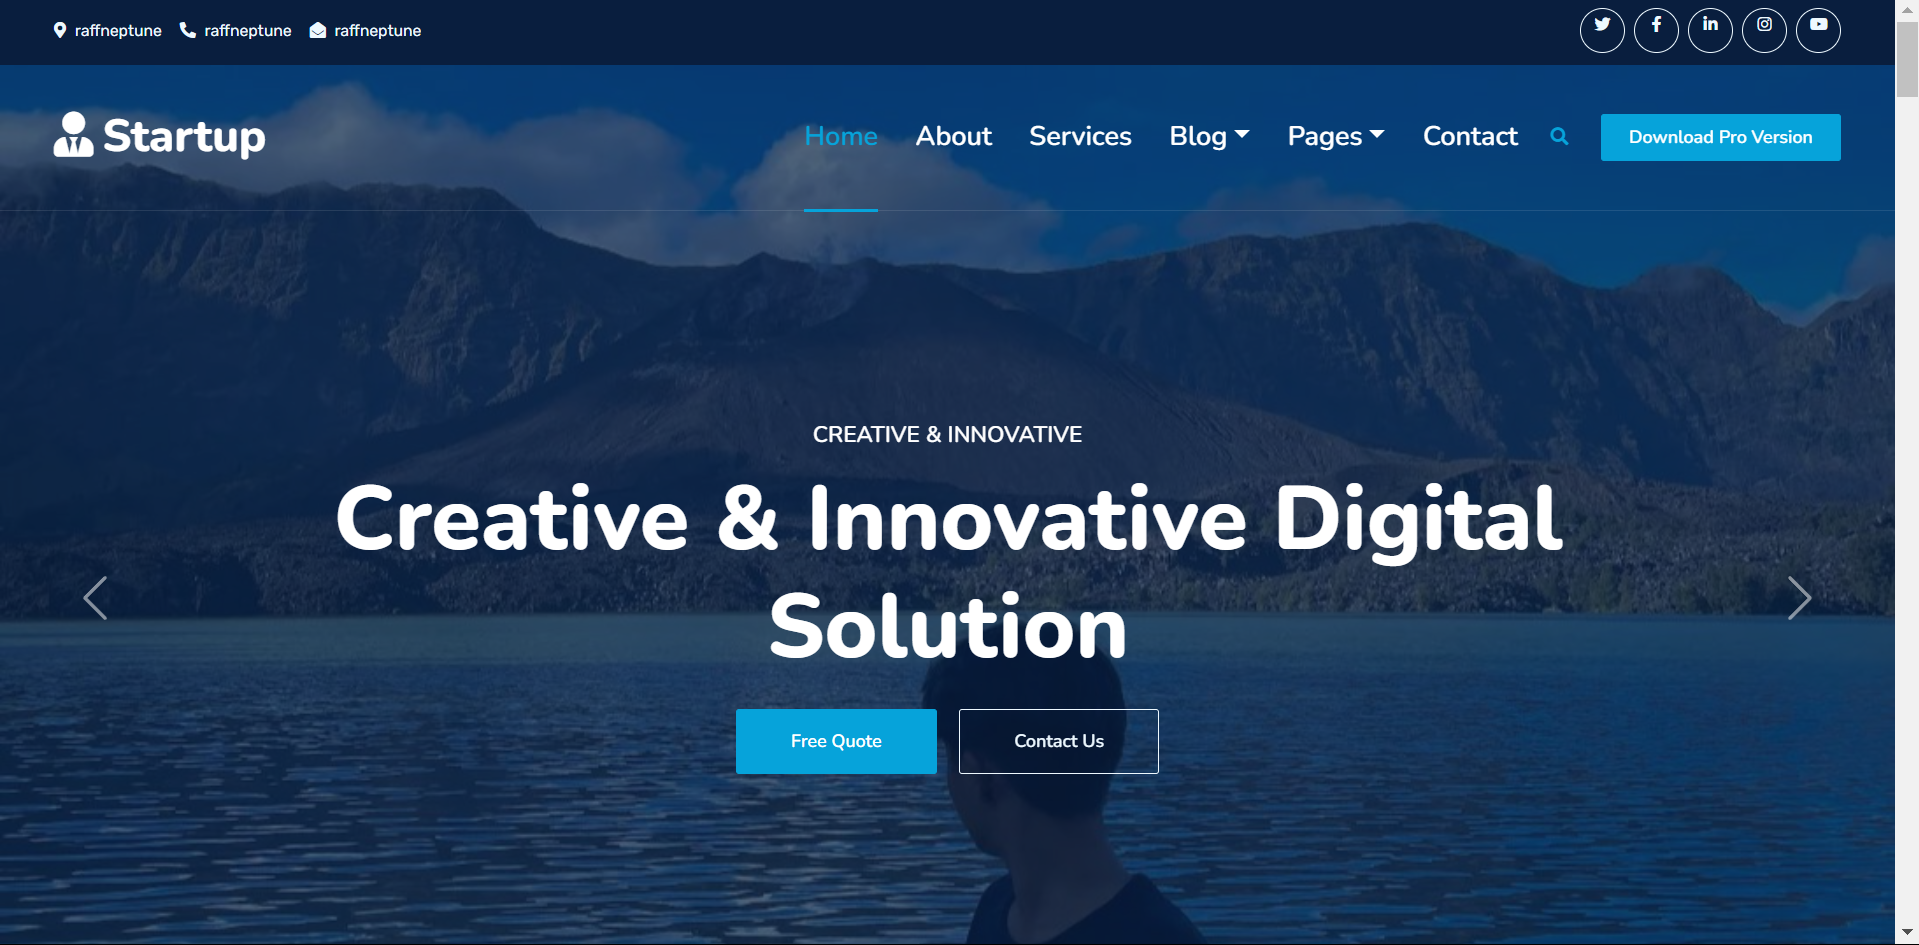 raffneptune raffneptune raffneptune
Startup Home About Services Blog Pages Contact Download Pro Version
CREATIVE & INNOVATIVE
Creative & Innovative Digital
Solution
Free Quote Contact Us